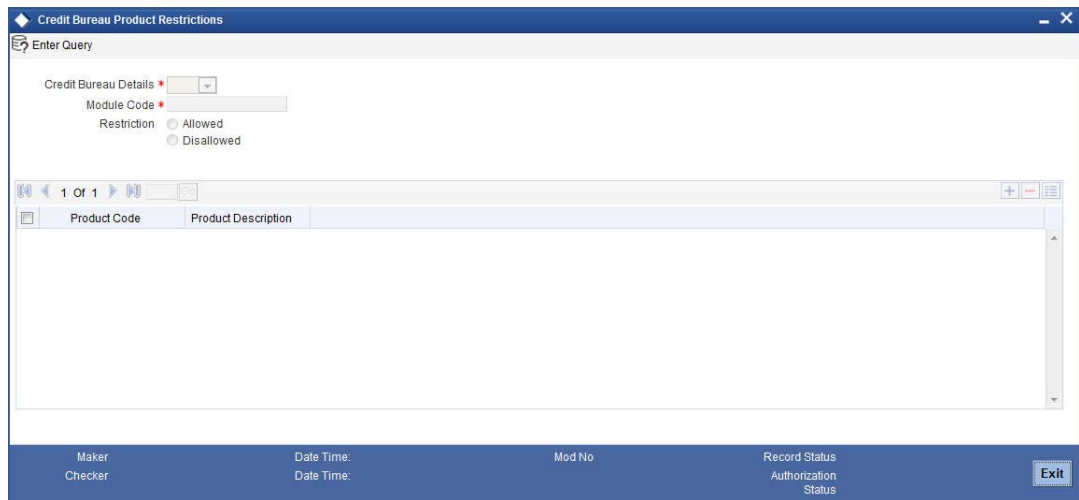 Credit Bureau Product Restrictions
Enter Query
Credit Bureau Details *
Module Code *
Restriction Allowed
Disallowed
1 Of 1 Go
Product Code Product Description
Maker Date Time: Mod No Record Status
Checker Date Time: Authorization Status
Exit